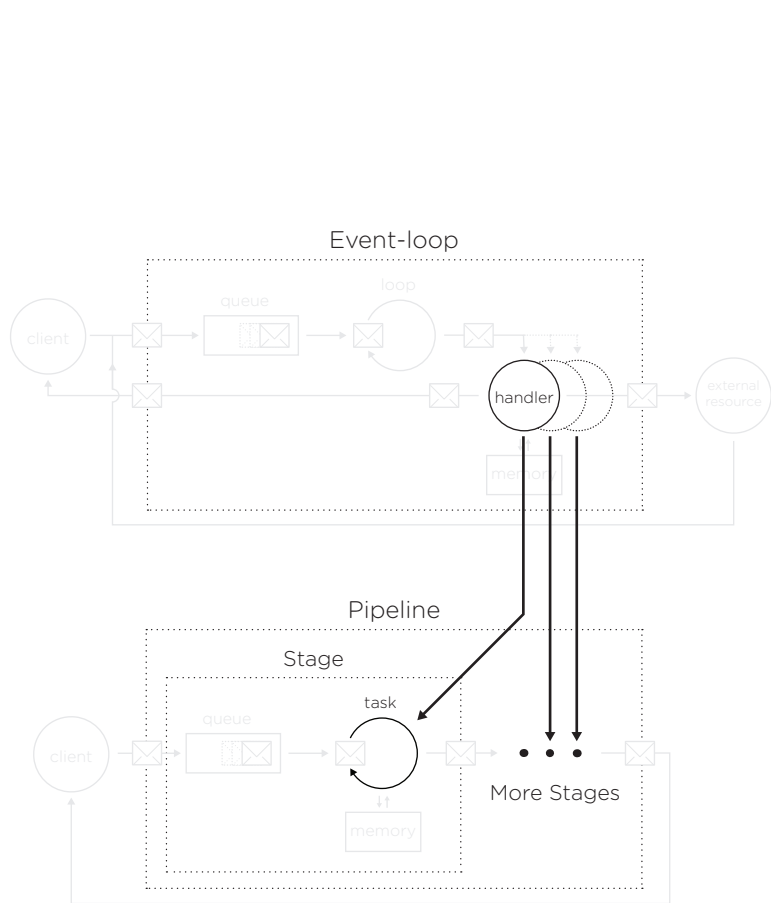 Event-loop
loop
queue
client
handler
external
resource
memory
Pipeline
Stage
task
queue
client
More Stages
memory